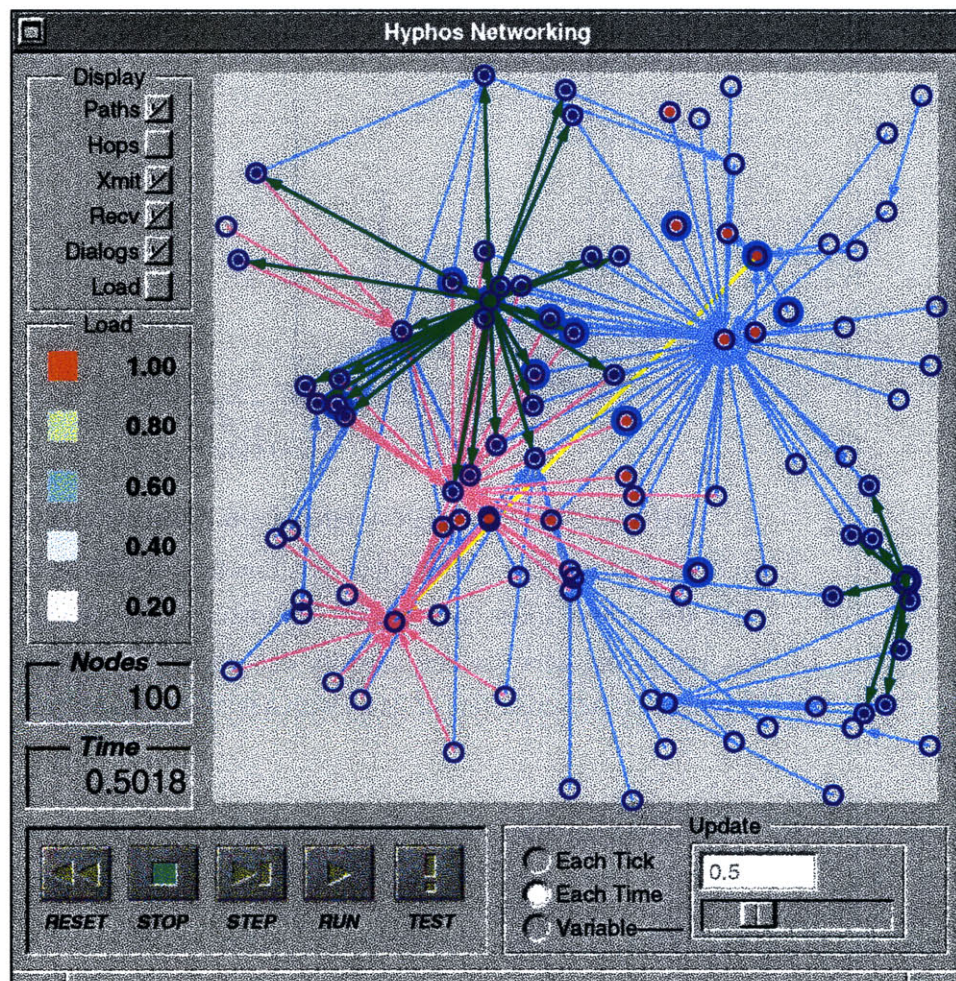 Hyphos Networking
Display
Paths
Hops
Xmit
Recv
Dialogs
Load
Load
1.00
0.80
0.60
0.40
0.20
Nodes
100
Time
0.5018
RESET
STOP
STEP
RUN
TEST
Update
Each Tick
Each Time
Variable
0.5